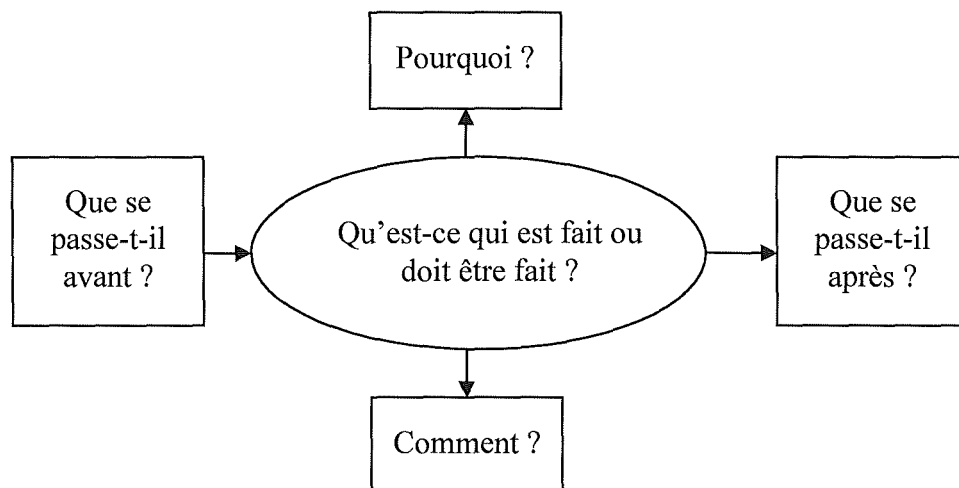 Pourquoi ?
Que se
passe-t-il
avant ?
Qu’est-ce qui est fait ou
doit être fait ?
Que se
passe-t-il
après ?
Comment ?